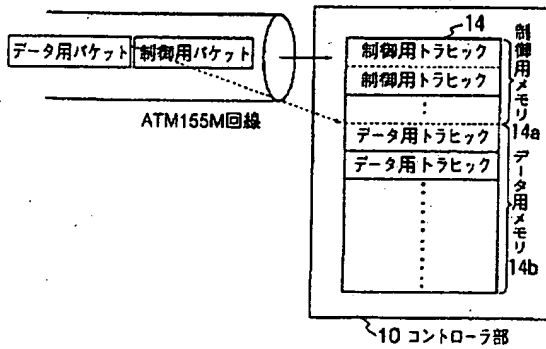 データ用パケット 制御用パケット
ATM155M回線
14
制御用トラヒック
制御用トラヒック
データ用トラヒック
データ用トラヒック
制御用メモリ
14a
データ用メモリ
14b
10 コントローラ部